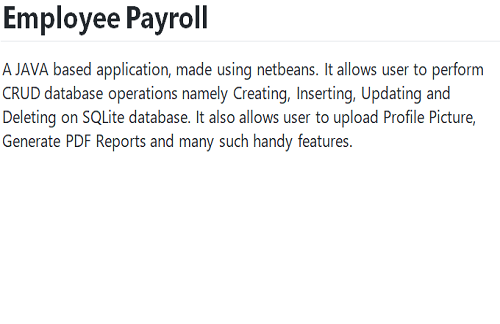 Employee Payroll
A JAVA based application, made using netbeans. It allows user to perform
CRUD database operations namely Creating, Inserting, Updating and
Deleting on SQLite database. It also allows user to upload Profile Picture,
Generate PDF Reports and many such handy features.